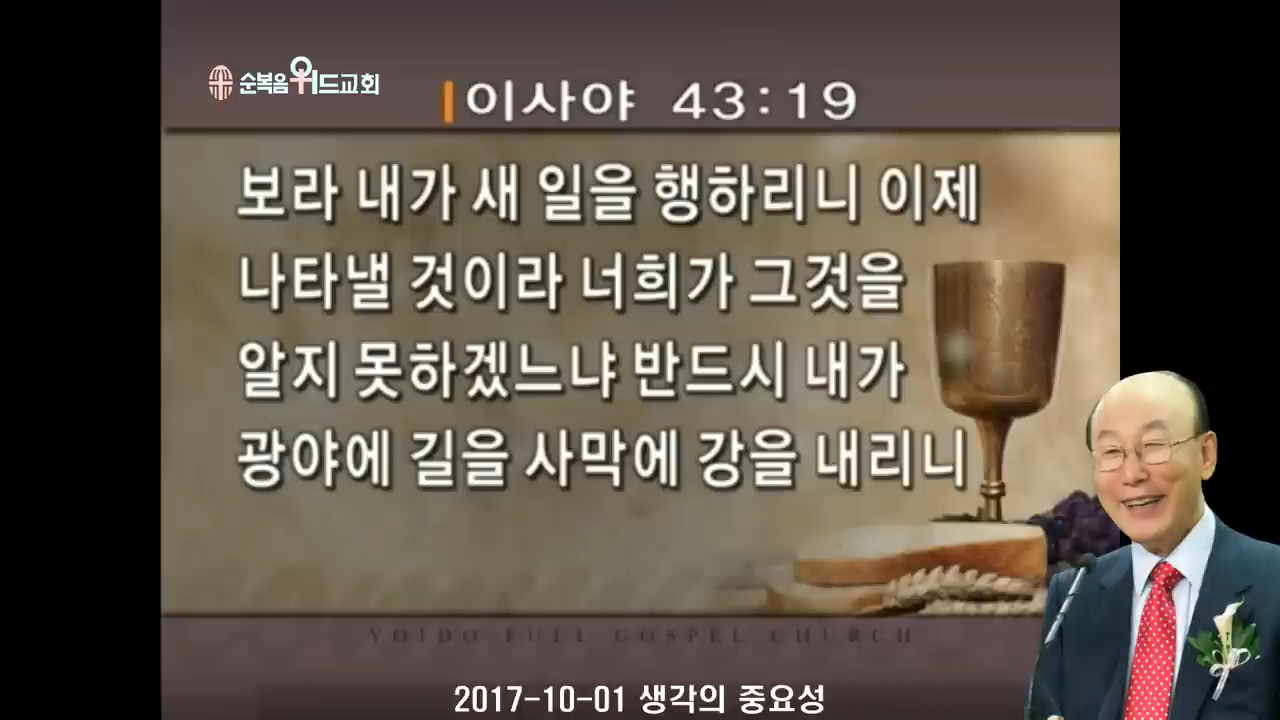 순복음위드교회
이사야 43:19
보라 내가 새 일을 행하리니 이제
나타낼 것이라 너희가 그것을
알지 못하겠느냐 반드시 내가
광야에 길을 사막에 강을 내리니
YOIDO FULL GOSPEL CHURCH
2017-10-01 생각의 중요성